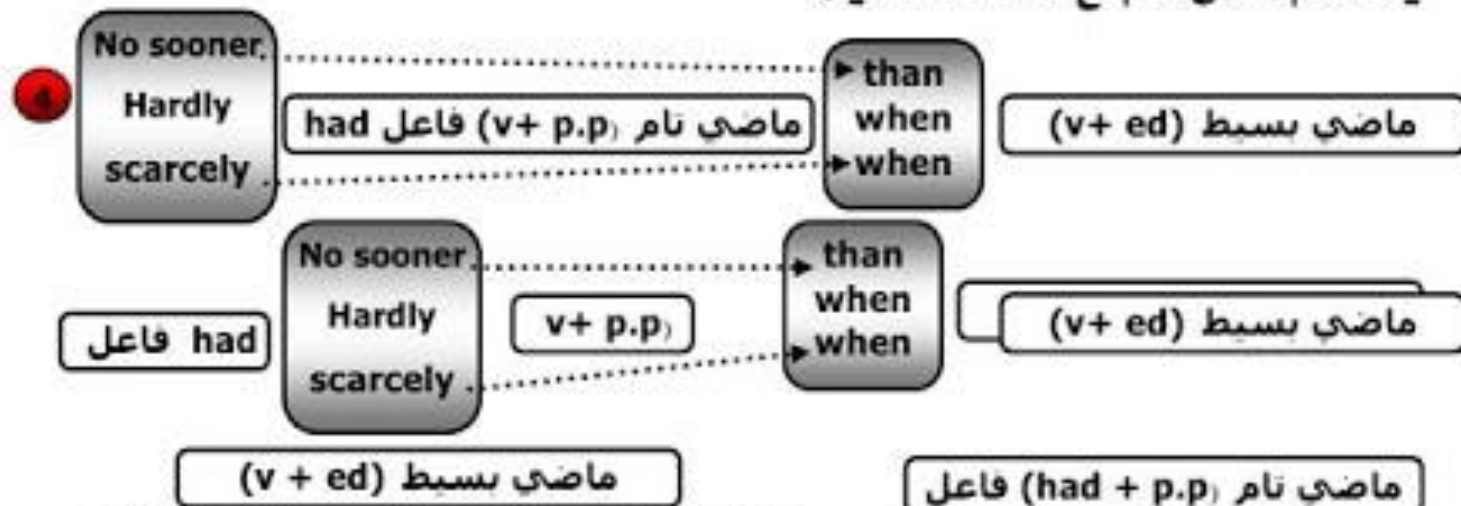 4
No sooner
Hardly
scarcely
had فاعل (v+ p.p) ماضي تام
than
when
when
ماضي بسيط (v+ ed)
had فاعل
No sooner
Hardly
scarcely
v+ p.p)
than
when
when
ماضي بسيط (v+ ed)
ماضي بسيط (v + ed)
ماضي تام (had + p.p) فاعل